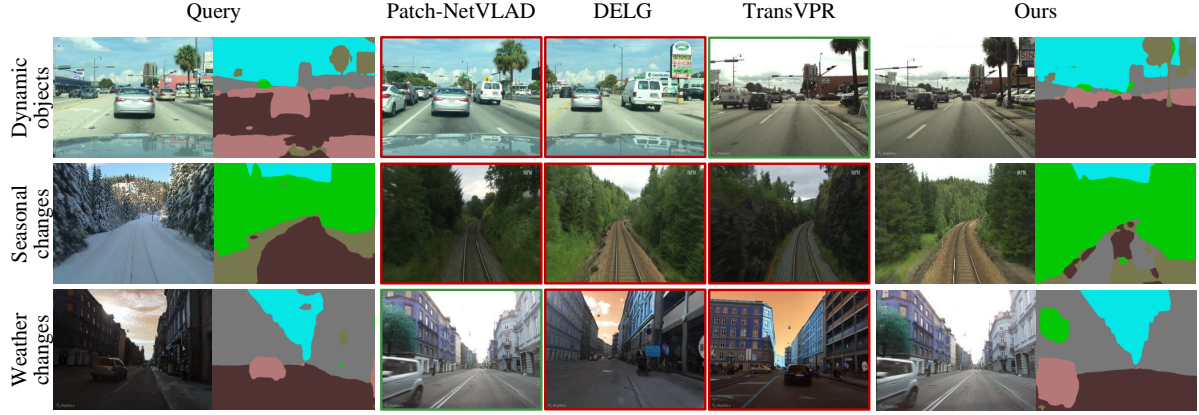 Query Patch-NetVLAD DELG TransVPR Ours
Dynamic
objects
Seasonal
changes
Weather
changes